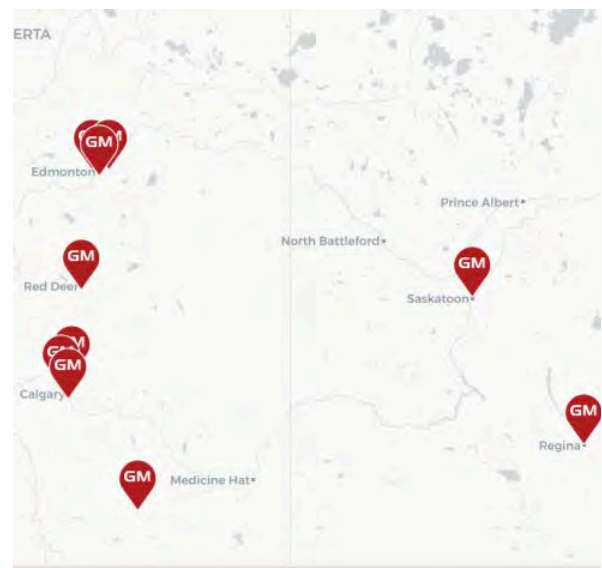 ERTA
GM
Edmonton
Prince Albert
North Battleford
GM
Red Deer
GM
Saskatoon
GM
Calgary
GM
Regina
GM
Medicine Hat